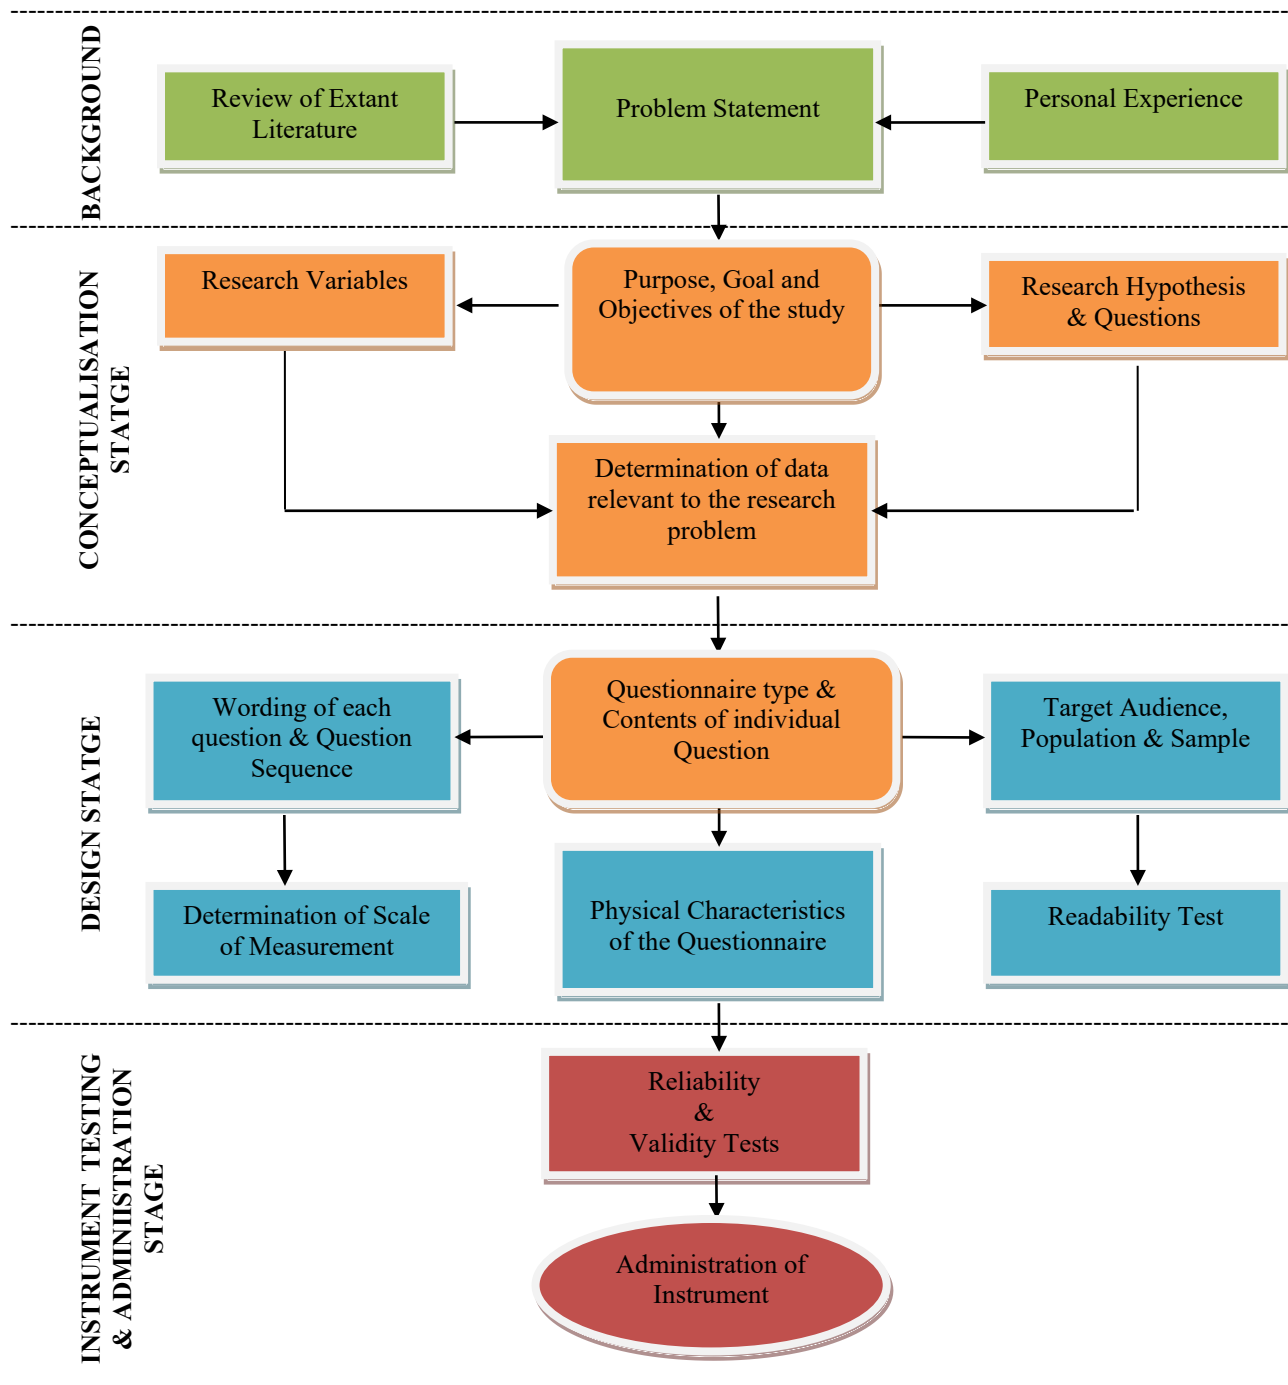 BACKGROUND
Review of Extant
Literature
Problem Statement
Personal Experience
CONCEPTUALISATION
STATGE
Research Variables
Purpose, Goal and
Objectives of the study
Research Hypothesis
& Questions
Determination of data
relevant to the research
problem
DESIGN STATGE
Wording of each
question & Question
Sequence
Questionnaire type &
Contents of individual
Question
Target Audience,
Population & Sample
Determination of Scale
of Measurement
Physical Characteristics
of the Questionnaire
Readability Test
INSTRUMENT TESTING
& ADMINIISTRATION
STAGE
Reliability
&
Validity Tests
Administration of
Instrument